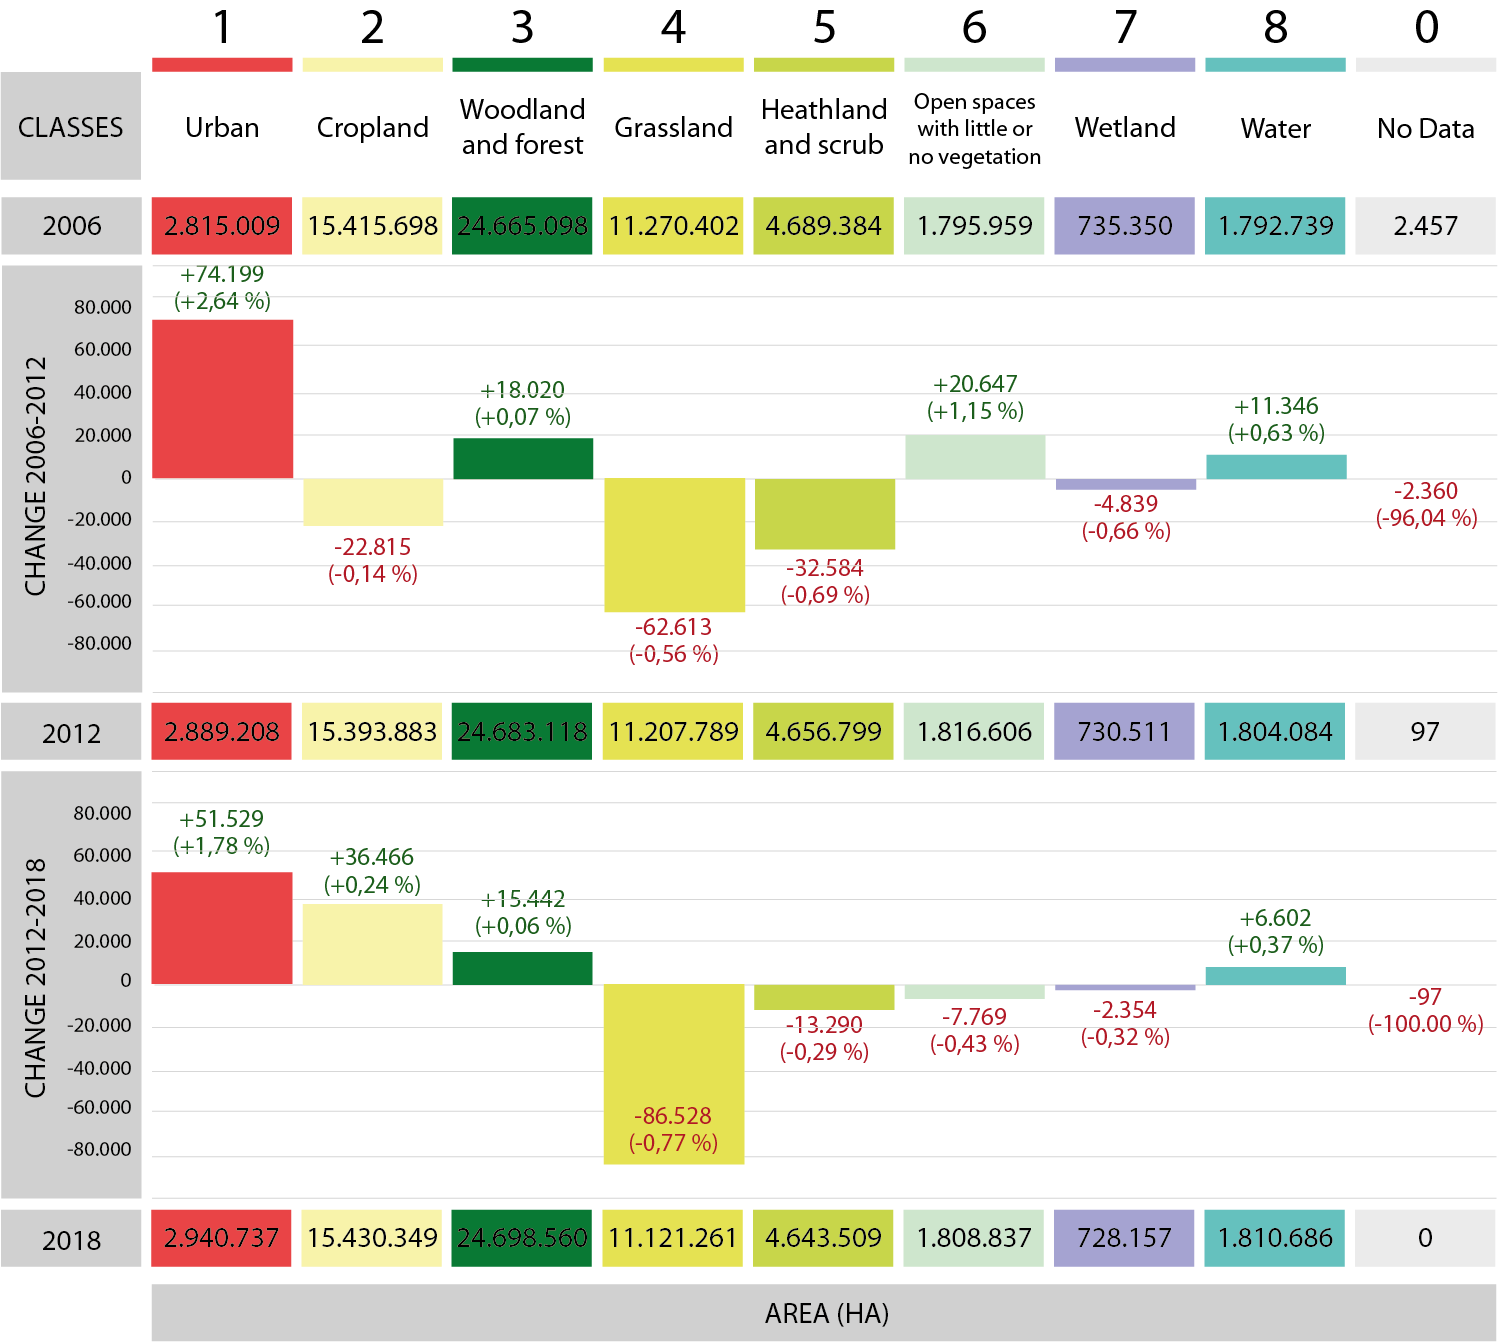 1 2 3 4 5 6 7 8 0
CLASSES
Urban
Cropland
Woodland
and forest
Grassland
Heathland
and scrub
Open spaces
with little or
no vegetation
Wetland
Water
No Data
2006 2.815.009 15.415.698 24.665.098 11.270.402 4.689.384 1.795.959 735.350 1.792.739 2.457
CHANGE 2006-2012
80.000
60.000
40.000
20.000
0
-20.000
-40.000
-60.000
-80.000
+74.199
(+2,64 %)
-22.815
(-0,14 %)
+18.020
(+0,07 %)
-62.613
(-0,56 %)
-32.584
(-0,69 %)
+20.647
(+1,15 %)
-4.839
(-0,66 %)
+11.346
(+0,63 %)
-2.360
(-96,04 %)
2012 2.889.208 15.393.883 24.683.118 11.207.789 4.656.799 1.816.606 730.511 1.804.084 97
CHANGE 2012-2018
80.000
60.000
40.000
20.000
0
-20.000
-40.000
-60.000
-80.000
+51.529
(+1,78 %)
+36.466
(+0,24 %)
+15.442
(+0,06 %)
-86.528
(-0,77 %)
-13.290
(-0,29 %)
-7.769
(-0,43 %)
-2.354
(-0,32 %)
+6.602
(+0,37 %)
-97
(-100.00 %)
2018 2.940.737 15.430.349 24.698.560 11.121.261 4.643.509 1.808.837 728.157 1.810.686 0
AREA (HA)